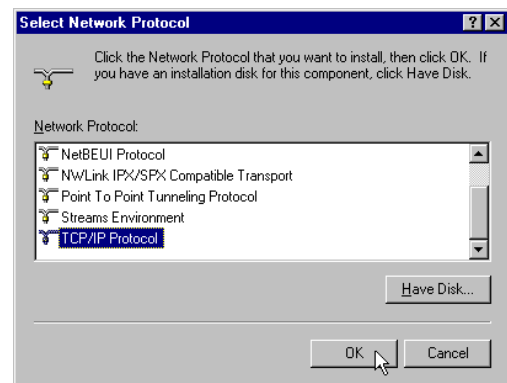 Select Network Protocol
Click the Network Protocol that you want to install, then click OK. If
you have an installation disk for this component, click Have Disk.
Network Protocol:
NetBEUI Protocol
NWLink IPX/SPX Compatible Transport
Point To Point Tunneling Protocol
Streams Environment
TCP/IP Protocol
Have Disk...
OK
Cancel